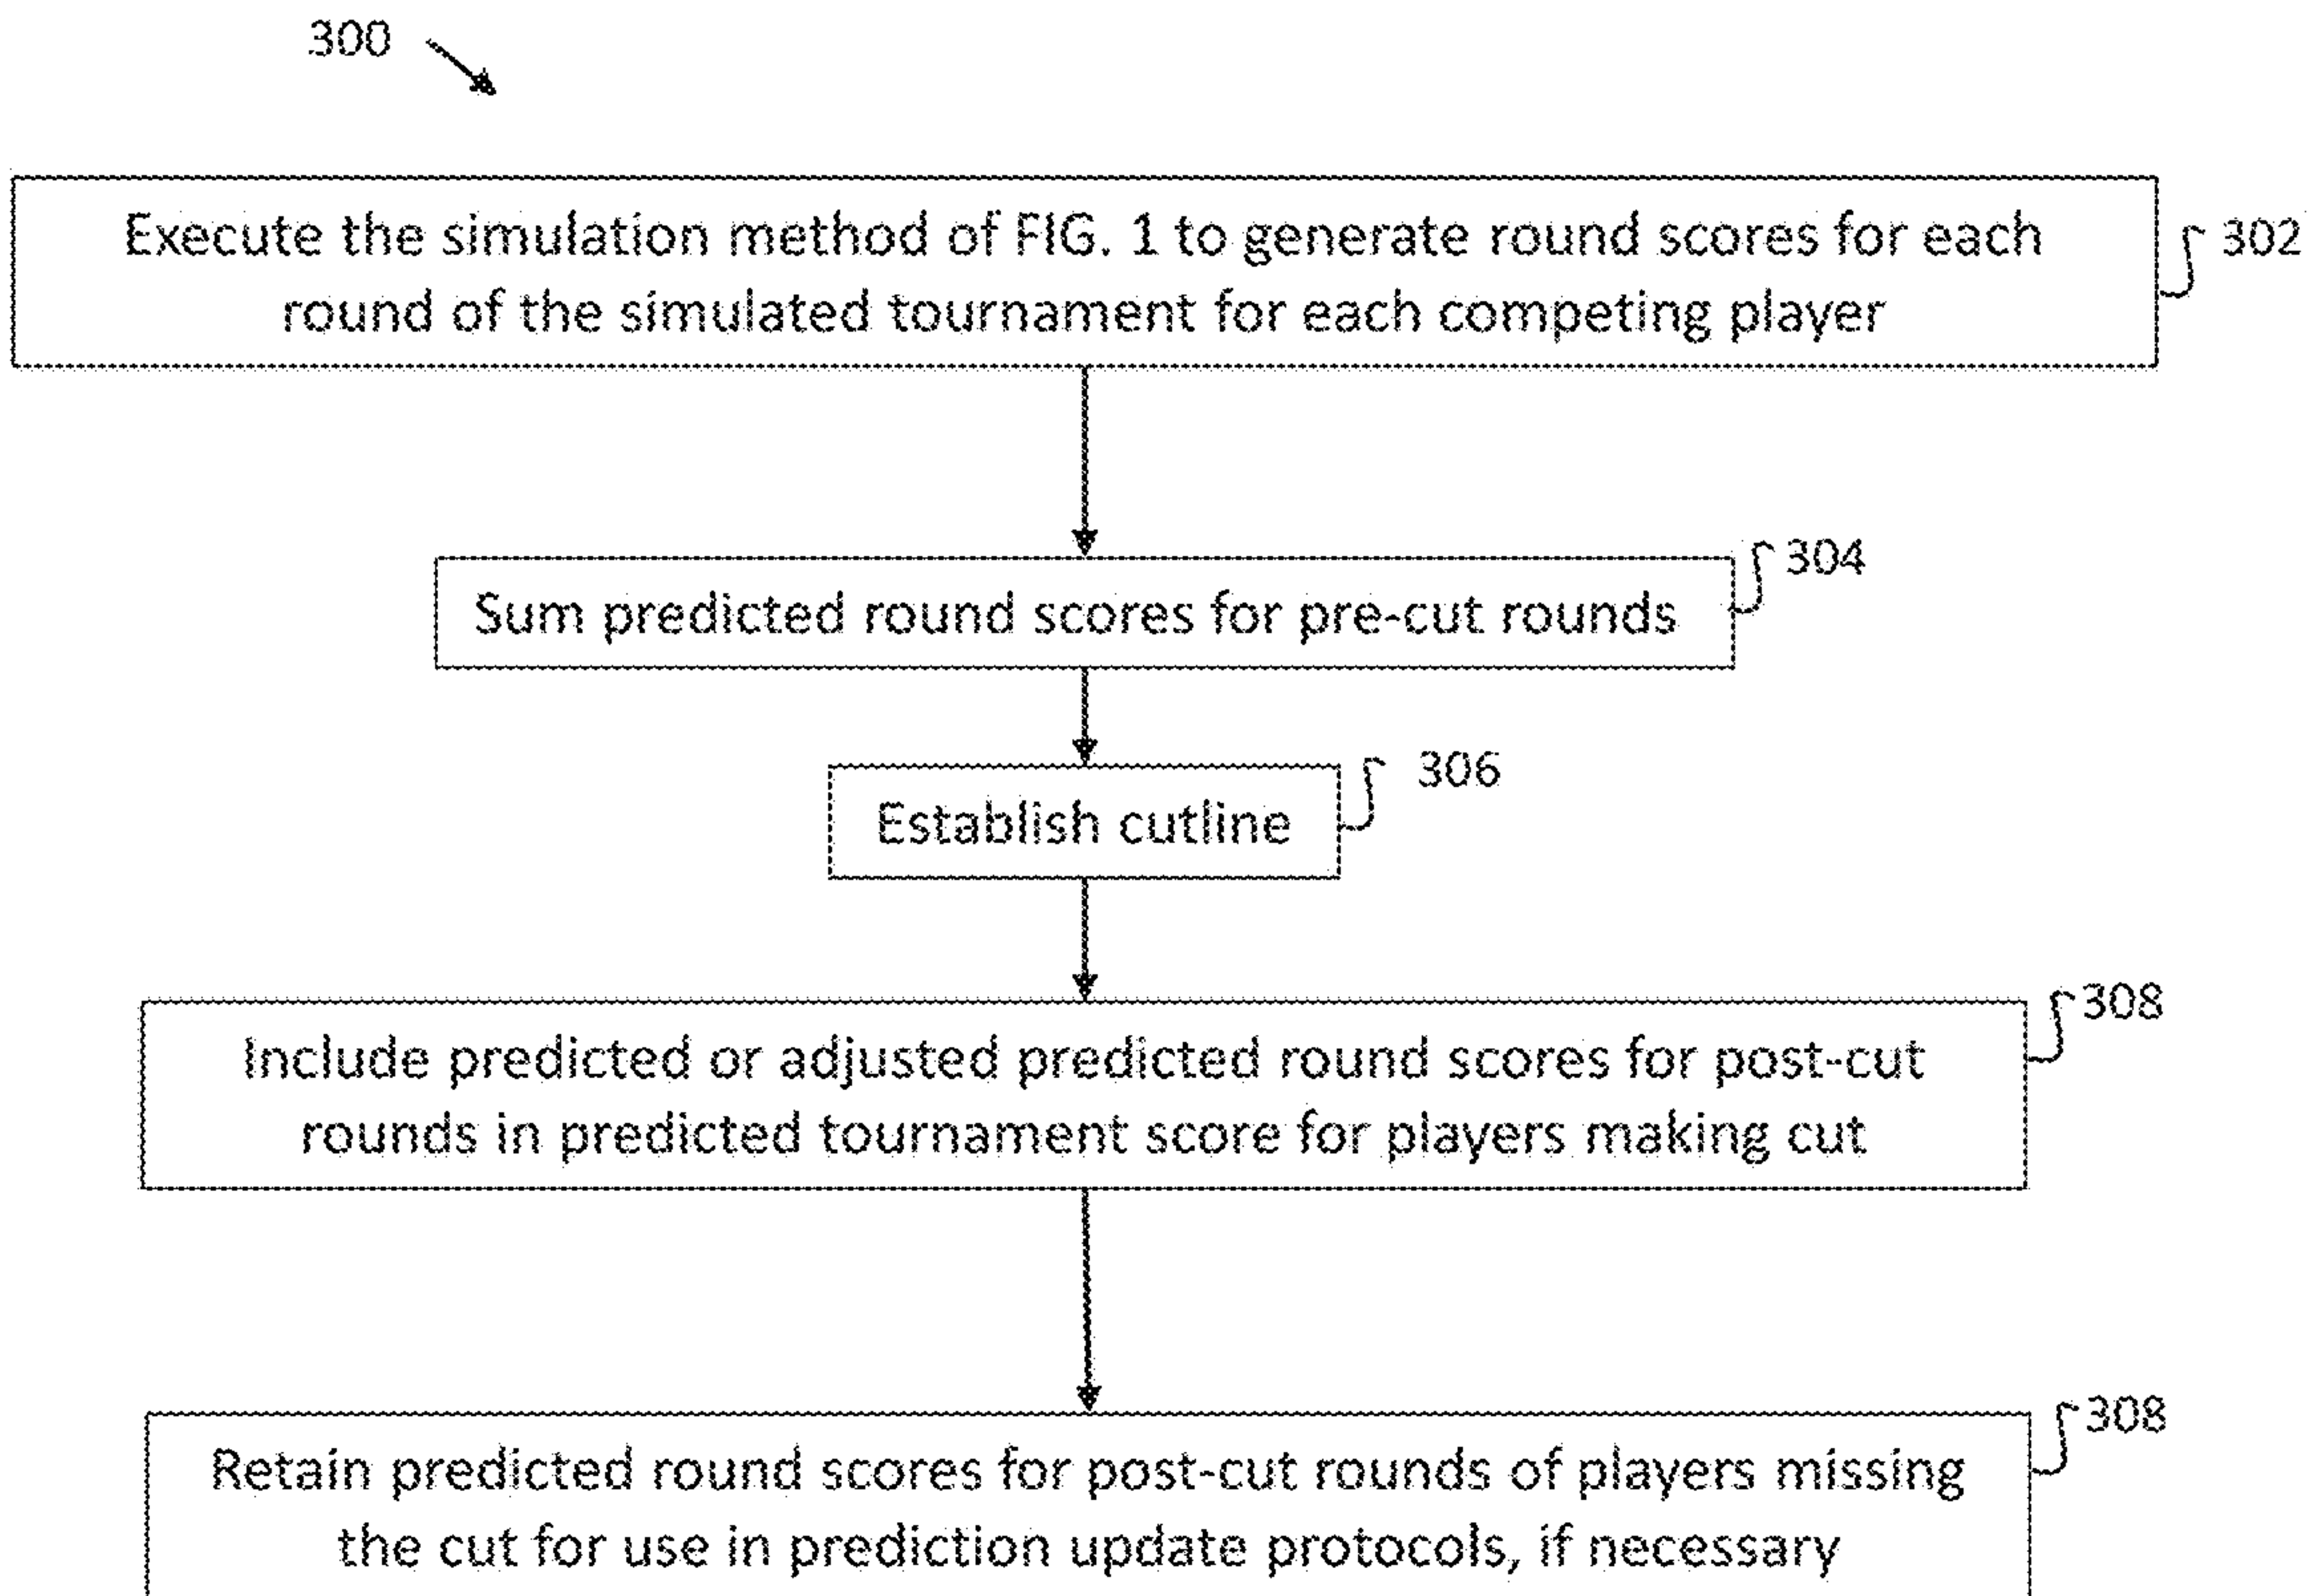 300
Execute the simulation method of FIG. 1 to generate round scores for each
round of the simulated tournament for each competing player
302
Sum predicted round scores for pre-cut rounds
304
Establish cutline
306
Include predicted or adjusted predicted round scores for post-cut
rounds in predicted tournament score for players making cut
308
Retain predicted round scores for post-cut rounds of players missing
the cut for use in prediction update protocols, if necessary
308